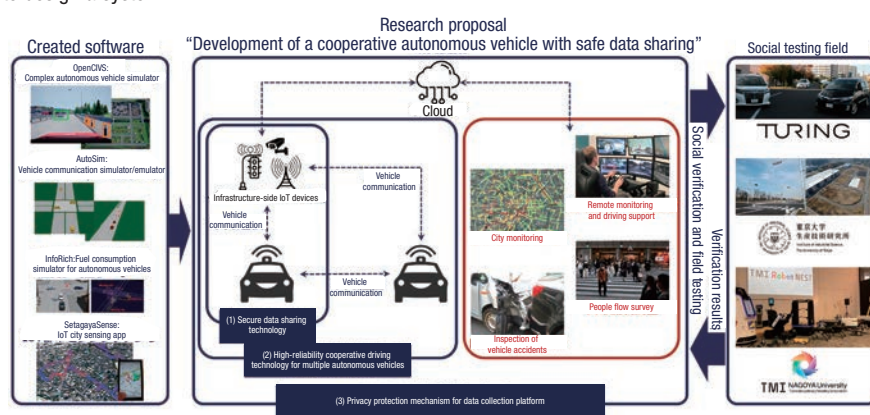 Research proposal
"Development of a cooperative autonomous vehicle with safe data sharing"
Created software
OpenCIVS:
Complex autonomous vehicle simulator
AutoSim:
Vehicle communication simulator/emulator
InfoRich:Fuel consumption
simulator for autonomous vehicles
SetagayaSense:
IoT city sensing app
Cloud
Infrastructure-side IoT devices
Vehicle
communication
Vehicle
communication
Vehicle
communication
(1) Secure data sharing
technology
(2) High-reliability cooperative driving
technology for multiple autonomous vehicles
(3) Privacy protection mechanism for data collection platform
City monitoring
Remote monitoring
and driving support
Inspection of
vehicle accidents
People flow survey
Social verification and field testing
Verification results
Social testing field
TURING
東京大学
生産技術研究所
Institute of Industrial Science,
The University of Tokyo
TMI Robot NEST
TMI NAGOYA University